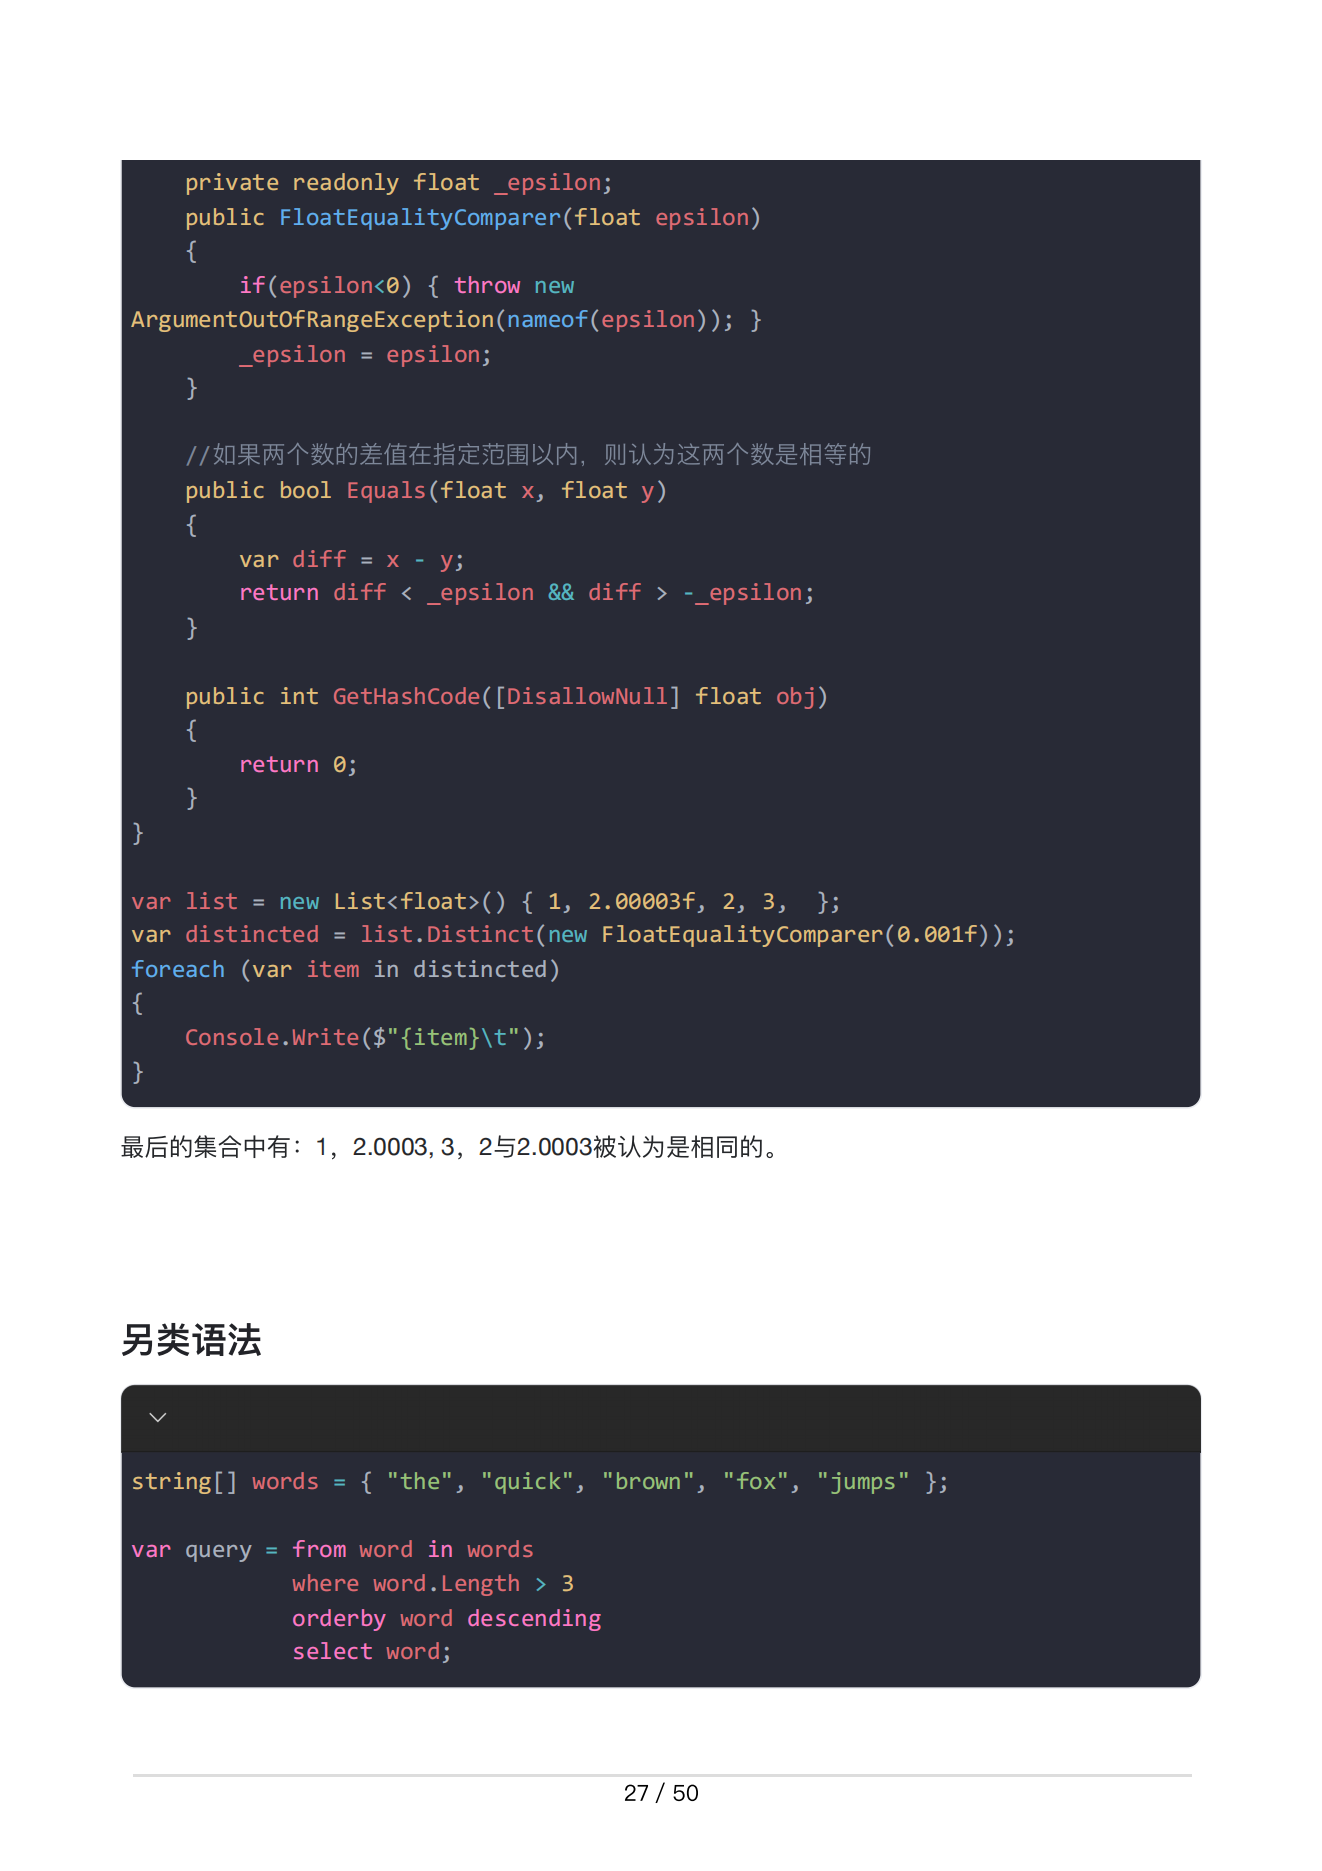 private readonly float _epsilon;
    public FloatEqualityComparer(float epsilon)
    {
        if(epsilon<0) { throw new
ArgumentOutOfRangeException(nameof(epsilon)); }
        _epsilon = epsilon;
    }

    //如果两个数的差值在指定范围以内，则认为这两个数是相等的
    public bool Equals(float x, float y)
    {
        var diff = x - y;
        return diff < _epsilon && diff > -_epsilon;
    }

    public int GetHashCode([DisallowNull] float obj)
    {
        return 0;
    }
}

var list = new List<float>() { 1, 2.00003f, 2, 3,  };
var distincted = list.Distinct(new FloatEqualityComparer(0.001f));
foreach (var item in distincted)
{
    Console.Write($"{item}\t");
}
最后的集合中有：1，2.0003, 3，2与2.0003被认为是相同的。
另类语法
string[] words = { "the", "quick", "brown", "fox", "jumps" };

var query = from word in words
            where word.Length > 3
            orderby word descending
            select word;
27 / 50